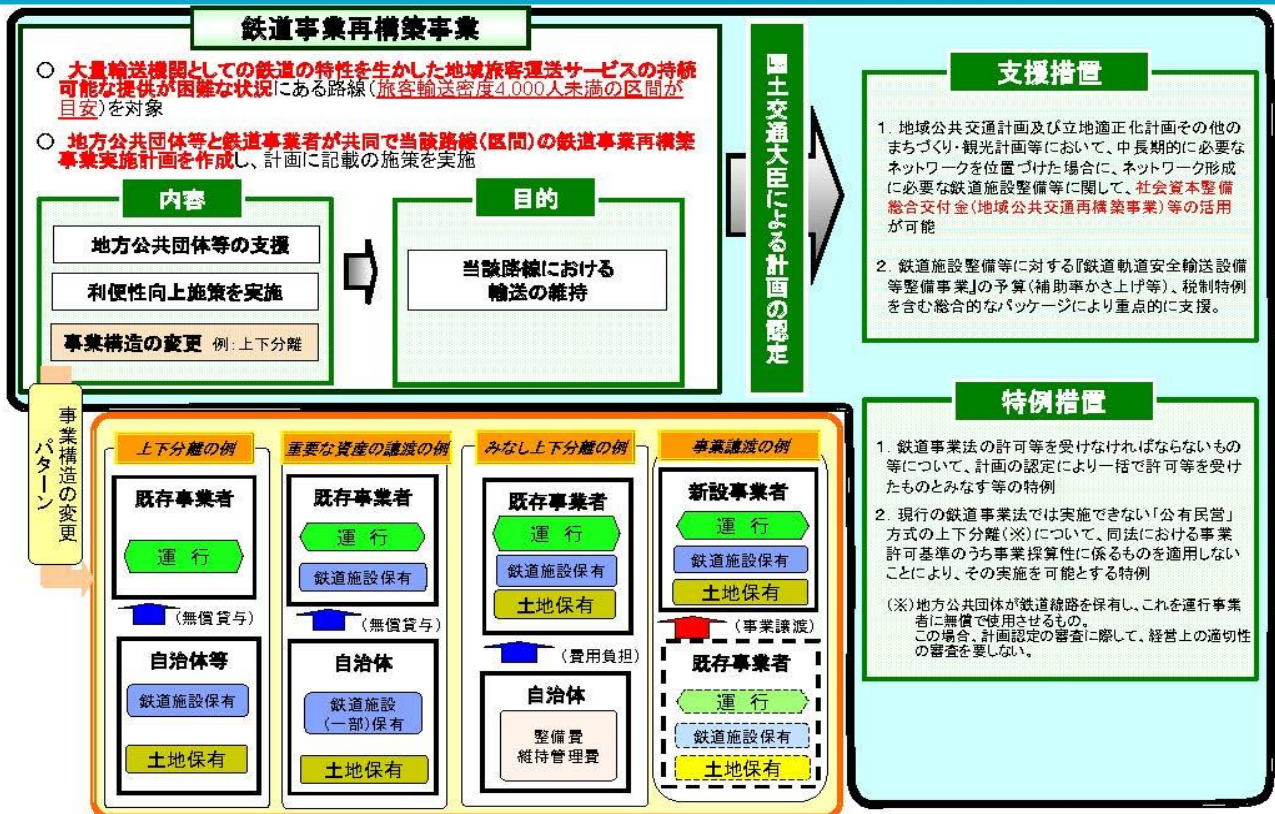 鉄道事業再構築事業
○ 大量輸送機関としての鉄道の特性を生かした地域旅客運送サービスの持続
可能な提供が困難な状況にある路線(旅客輸送密度4,000人未満の区間が
目安)を対象
○ 地方公共団体等と鉄道事業者が共同で当該路線(区間)の鉄道事業再構築
事業実施計画を作成し、計画に記載の施策を実施
内容
地方公共団体等の支援
利便性向上施策を実施
事業構造の変更 例:上下分離
目的
当該路線における
輸送の維持
国土交通大臣による計画の認定
支援措置
1. 地域公共交通計画及び立地適正化計画その他の
まちづくり・観光計画等において、中長期的に必要な
ネットワークを位置づけた場合に、ネットワーク形成
に必要な鉄道施設整備等に関して、社会資本整備
総合交付金(地域公共交通再構築事業)等の活用
が可能
2. 鉄道施設整備等に対する『鉄道軌道安全輸送設備
等整備事業』の予算(補助率かさ上げ等)、税制特例
を含む総合的なパッケージにより重点的に支援。
特例措置
1. 鉄道事業法の許可等を受けなければならないもの
等について、計画の認定により一括で許可等を受け
たものとみなす等の特例
2. 現行の鉄道事業法では実施できない「公有民営」
方式の上下分離(※)について、同法における事業
許可基準のうち事業採算性に係るものを適用しない
ことにより、その実施を可能とする特例
(※)地方公共団体が鉄道線路を保有し、これを運行事業
者に無償で使用させるもの。
この場合、計画認定の審査に際して、経営上の適切性
の審査を要しない。
事業構造の変更
パターン
上下分離の例
既存事業者
運 行
(無償貸与)
自治体等
鉄道施設保有
土地保有
重要な資産の譲渡の例
既存事業者
運 行
鉄道施設保有
(無償貸与)
自治体
鉄道施設
(一部)保有
土地保有
みなし上下分離の例
既存事業者
運 行
鉄道施設保有
土地保有
(費用負担)
自治体
整備費
維持管理費
事業譲渡の例
新設事業者
運 行
鉄道施設保有
土地保有
(事業譲渡)
既存事業者
運 行
鉄道施設保有
土地保有